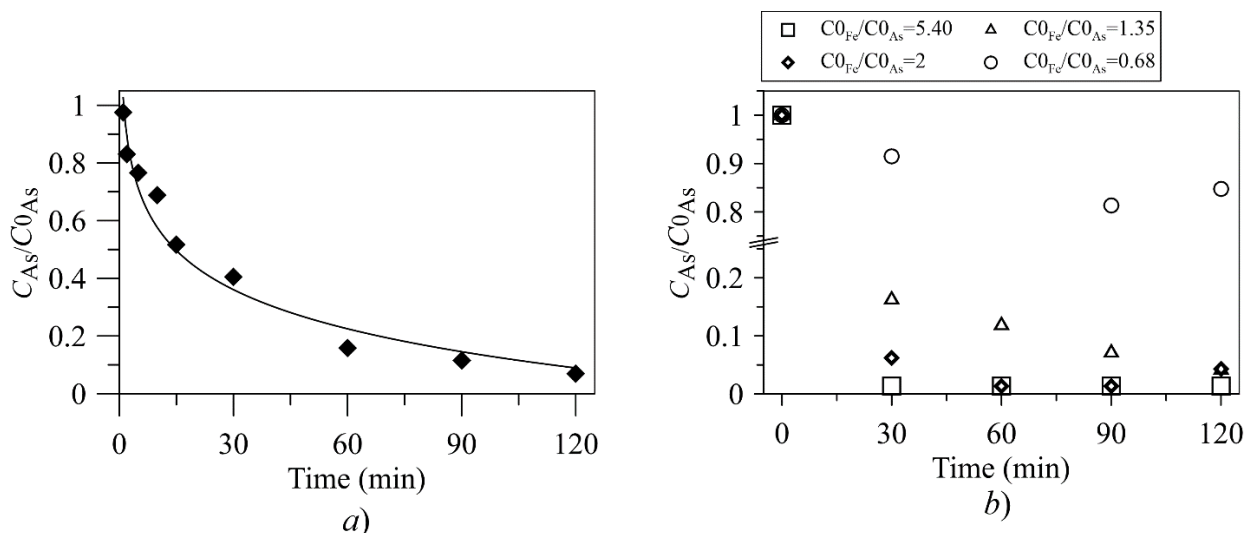 C0Fe/C0As=5.40 C0Fe/C0As=1.35
C0Fe/C0As=2 C0Fe/C0As=0.68
CAs/C0As
1
0.8
0.6
0.4
0.2
0
0 30 60 90 120
Time (min)
a)
CAs/C0As
1
0.9
0.8
0.2
0.1
0
0 30 60 90 120
Time (min)
b)